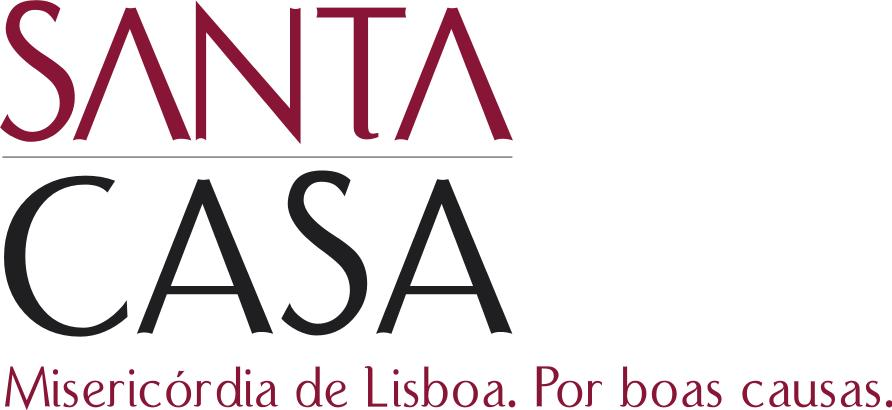 SANTA
CASA
Misericórdia de Lisboa. Por boas causas.